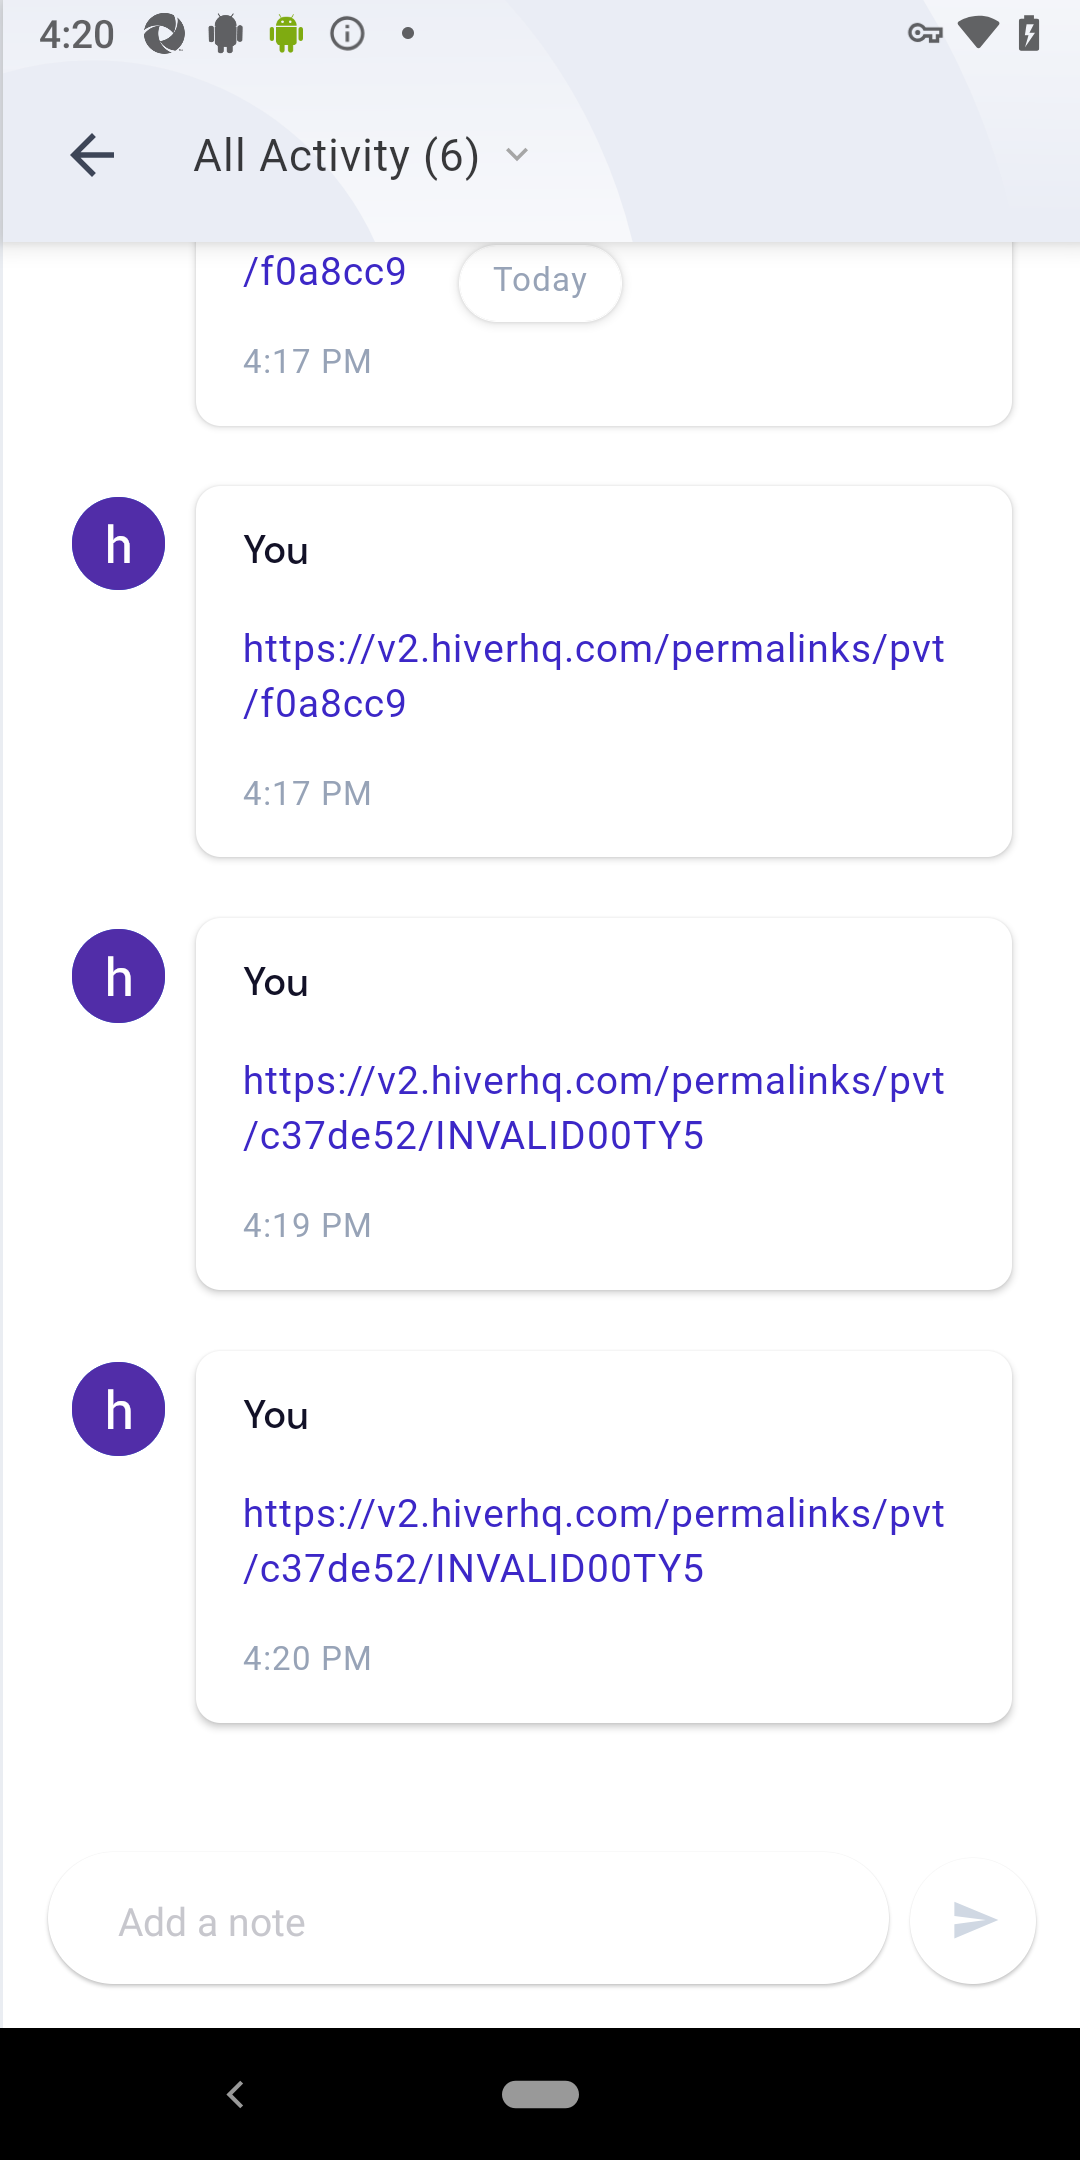 4:20
All Activity (6)
/f0a8cc9
Today
4:17 PM
h
You
https://v2.hiverhq.com/permalinks/pvt
/f0a8cc9
4:17 PM
h
You
https://v2.hiverhq.com/permalinks/pvt
/c37de52/INVALID00TY5
4:19 PM
h
You
https://v2.hiverhq.com/permalinks/pvt
/c37de52/INVALID00TY5
4:20 PM
Add a note